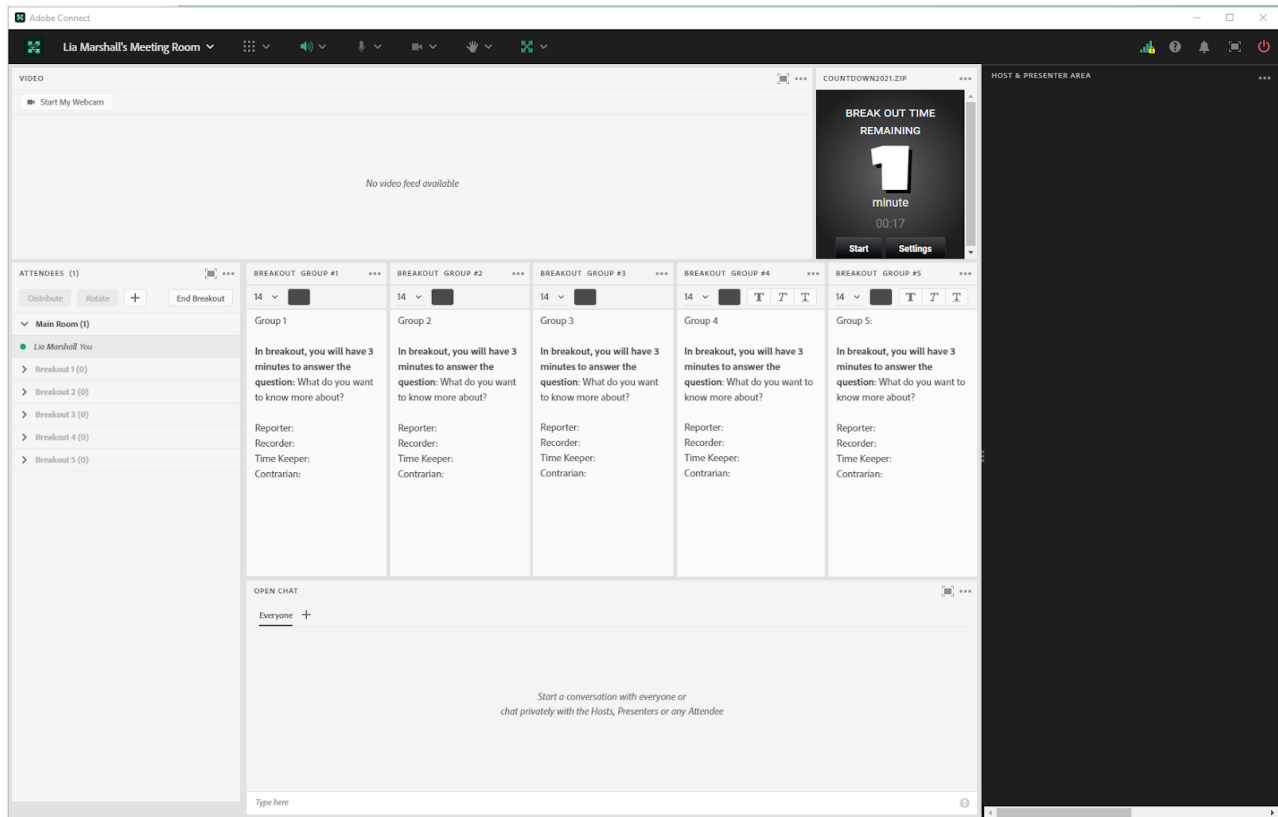 Adobe Connect
Lia Marshall's Meeting Room
VIDEO
Start My Webcam
No video feed available
COUNTDOWN2021.ZIP
BREAK OUT TIME
REMAINING
1
minute
00:17
Start Settings
HOST & PRESENTER AREA
ATTENDEES (1)
Distribute Rotate + End Breakout
Main Room (1)
Lia Marshall You
Breakout 1 (0)
Breakout 2 (0)
Breakout 3 (0)
Breakout 4 (0)
Breakout 5 (0)
BREAKOUT GROUP #1
14
Group 1
In breakout, you will have 3
minutes to answer the
question: What do you want
to know more about?
Reporter:
Recorder:
Time Keeper:
Contrarian:
BREAKOUT GROUP #2
14
Group 2
In breakout, you will have 3
minutes to answer the
question: What do you want
to know more about?
Reporter:
Recorder:
Time Keeper:
Contrarian:
BREAKOUT GROUP #3
14
Group 3
In breakout, you will have 3
minutes to answer the
question: What do you want
to know more about?
Reporter:
Recorder:
Time Keeper:
Contrarian:
BREAKOUT GROUP #4
14 T T T
Group 4
In breakout, you will have 3
minutes to answer the
question: What do you want to
know more about?
Reporter:
Recorder:
Time Keeper:
Contrarian:
BREAKOUT GROUP #5
14 T T T
Group 5:
In breakout, you will have 3
minutes to answer the
question: What do you want to
know more about?
Reporter:
Recorder:
Time Keeper:
Contrarian:
OPEN CHAT
Everyone +
Start a conversation with everyone or
chat privately with the Hosts, Presenters or any Attendee
Type here